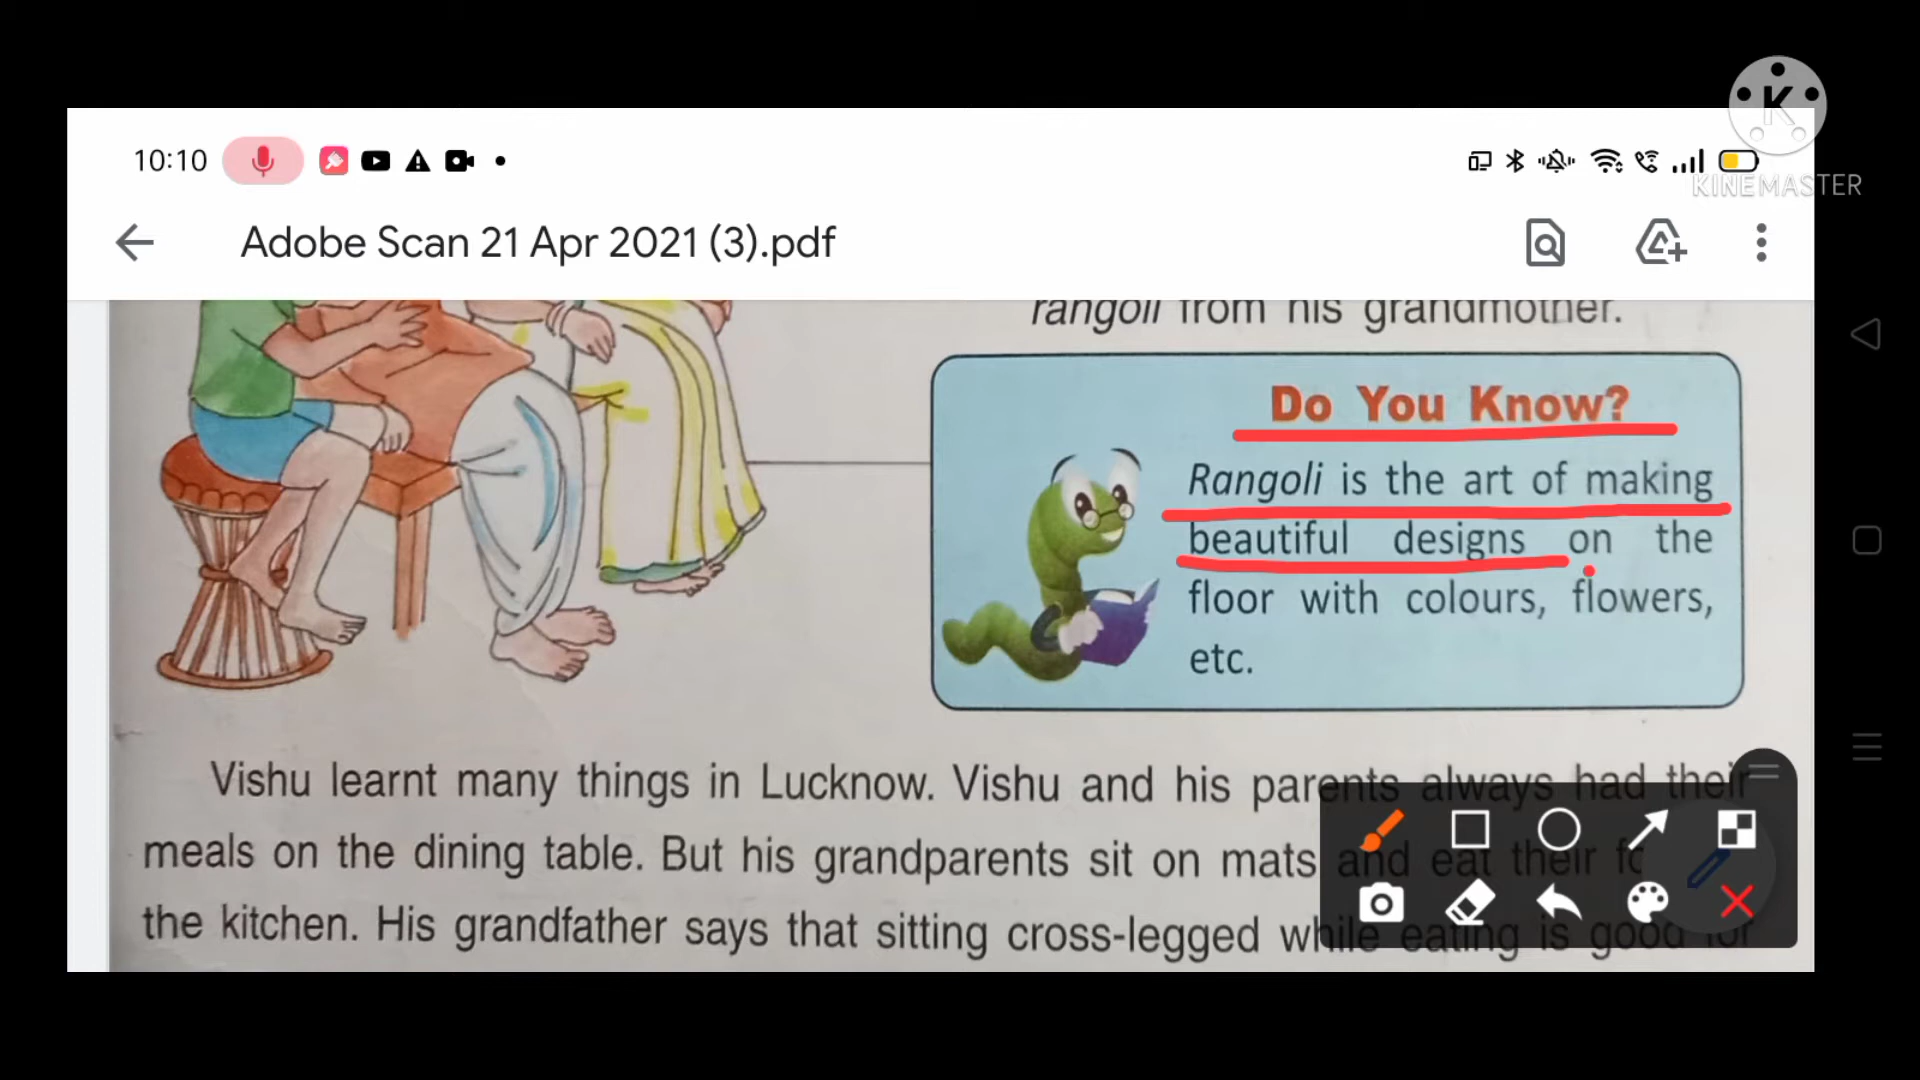 10:10
KINEMASTER
Adobe Scan 21 Apr 2021 (3).pdf
rangoli from his grandmother.
Do You Know?
Rangoli is the art of making
beautiful designs on the
floor with colours, flowers,
etc.
Vishu learnt many things in Lucknow. Vishu and his parents always had their
meals on the dining table. But his grandparents sit on mats and eat their
the kitchen. His grandfather says that sitting cross-legged while eating is good for